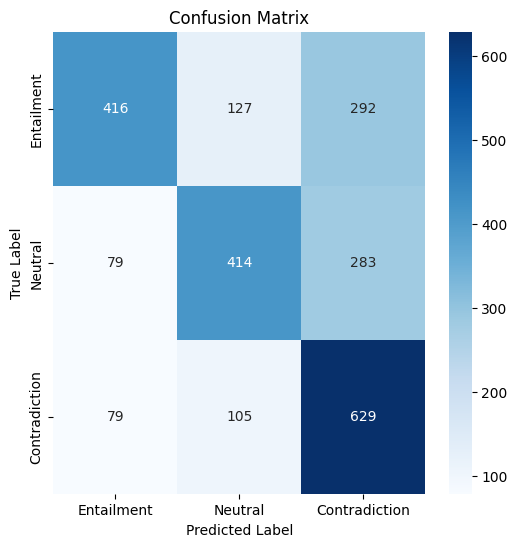 Confusion Matrix
True Label
Entailment
416 127 292
Neutral
79 414 283
Contradiction
79 105 629
Entailment Neutral Contradiction
Predicted Label
600
500
400
300
200
100